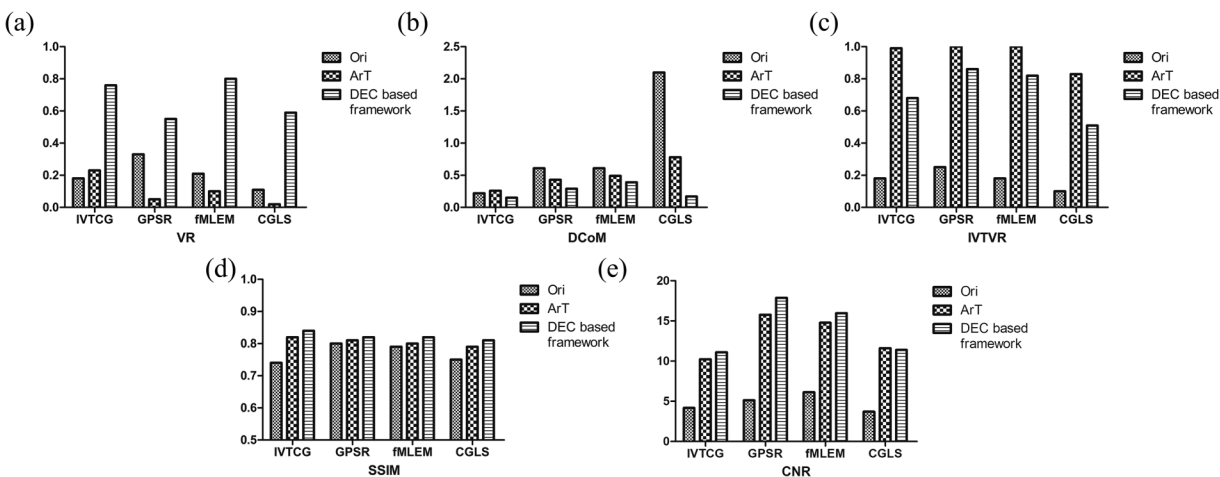 (a)
1.0
0.8
0.6
0.4
0.2
0.0
IVTCG GPSR fMLEM CGLS
VR
Ori
ArT
DEC based
framework
(b)
2.5
2.0
1.5
1.0
0.5
0.0
IVTCG GPSR fMLEM CGLS
DCoM
Ori
ArT
DEC based
framework
(c)
1.0
0.8
0.6
0.4
0.2
0.0
IVTCG GPSR fMLEM CGLS
IVTVR
Ori
ArT
DEC based
framework
(d)
1.0
0.9
0.8
0.7
0.6
0.5
IVTCG GPSR fMLEM CGLS
SSIM
Ori
ArT
DEC based
framework
(e)
20
15
10
5
0
IVTCG GPSR fMLEM CGLS
CNR
Ori
ArT
DEC based
framework